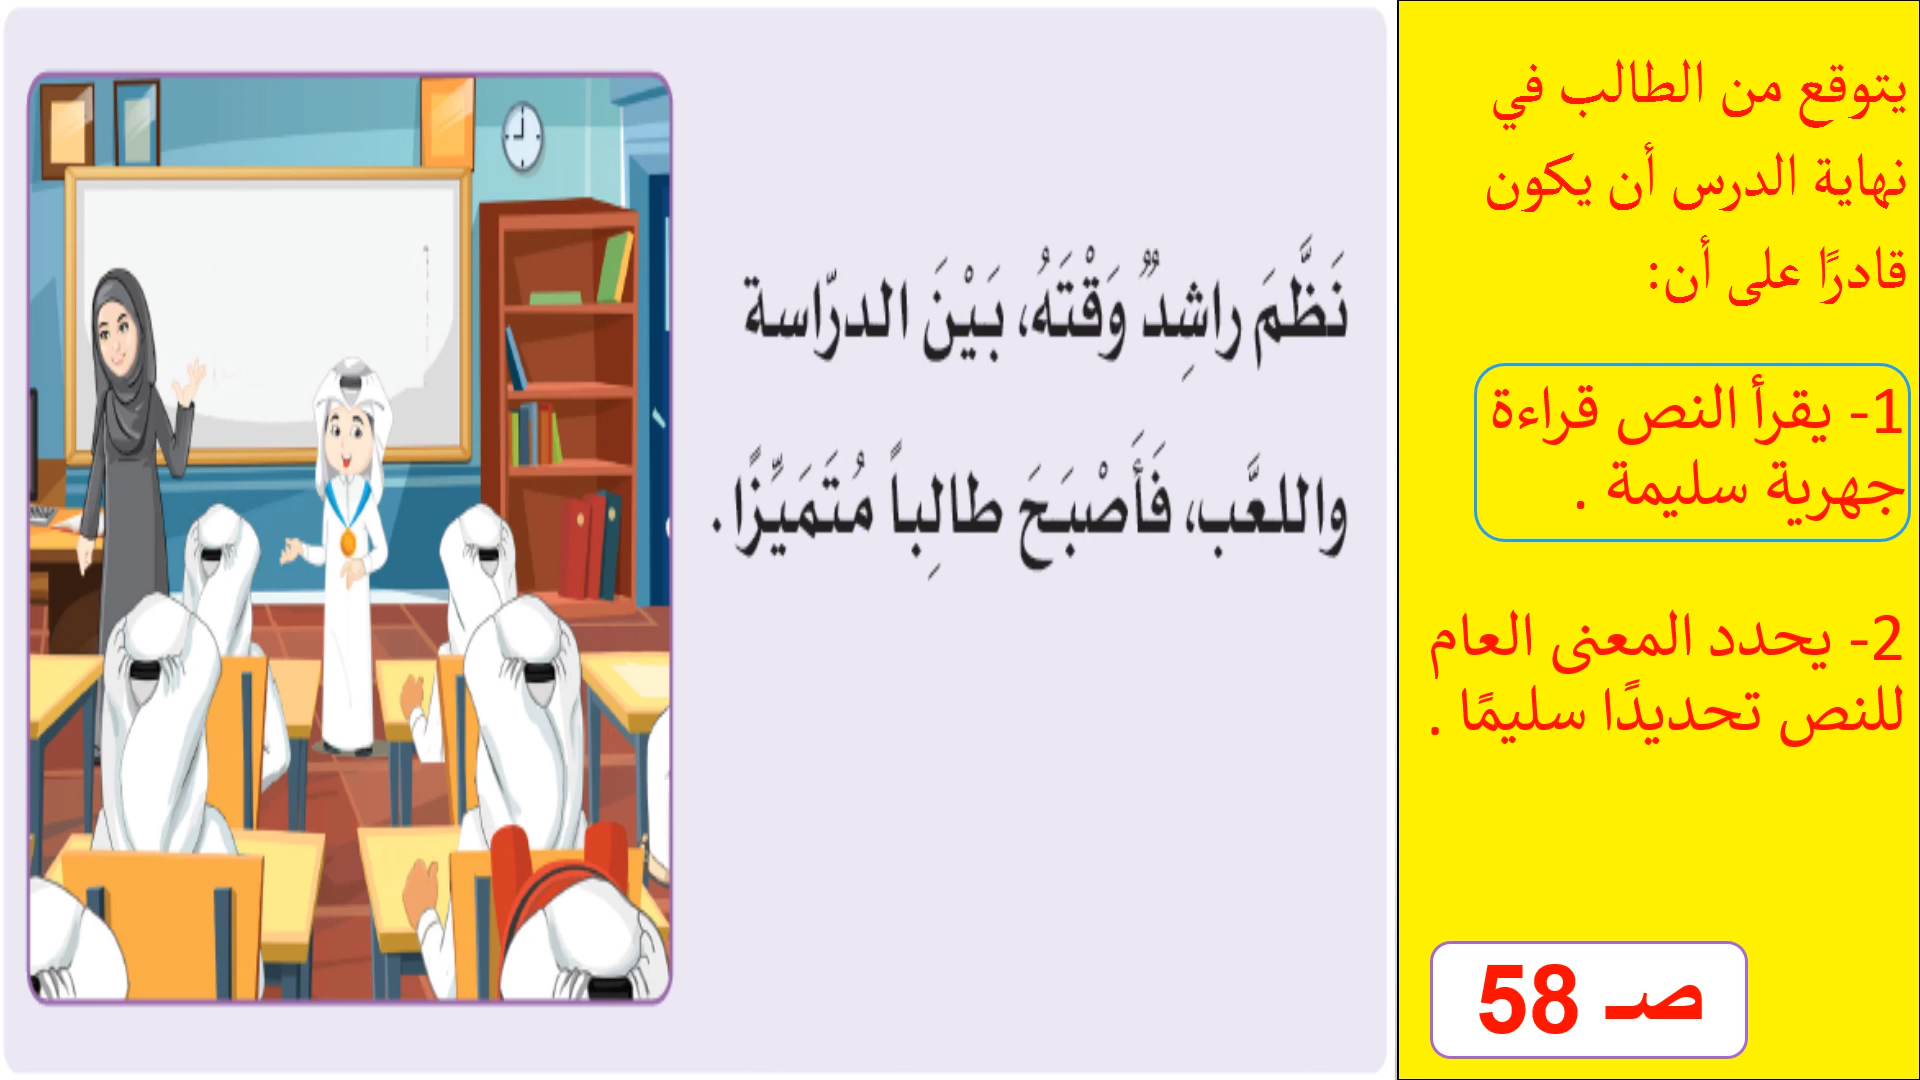 يتوقع من الطالب في
نهاية الدرس أن يكون
قادرًا على أن:
1- يقرأ النص قراءة
جهرية سليمة .
2- يحدد المعنى العام
للنص تحديدًا سليمًا .
صـ 58
نَظَّمَ راشِدٌ وَقْتَهُ، بَيْنَ الدرّاسة
واللعَّب، فَأَصْبَحَ طالِباً مُتَمَيِّزًا.